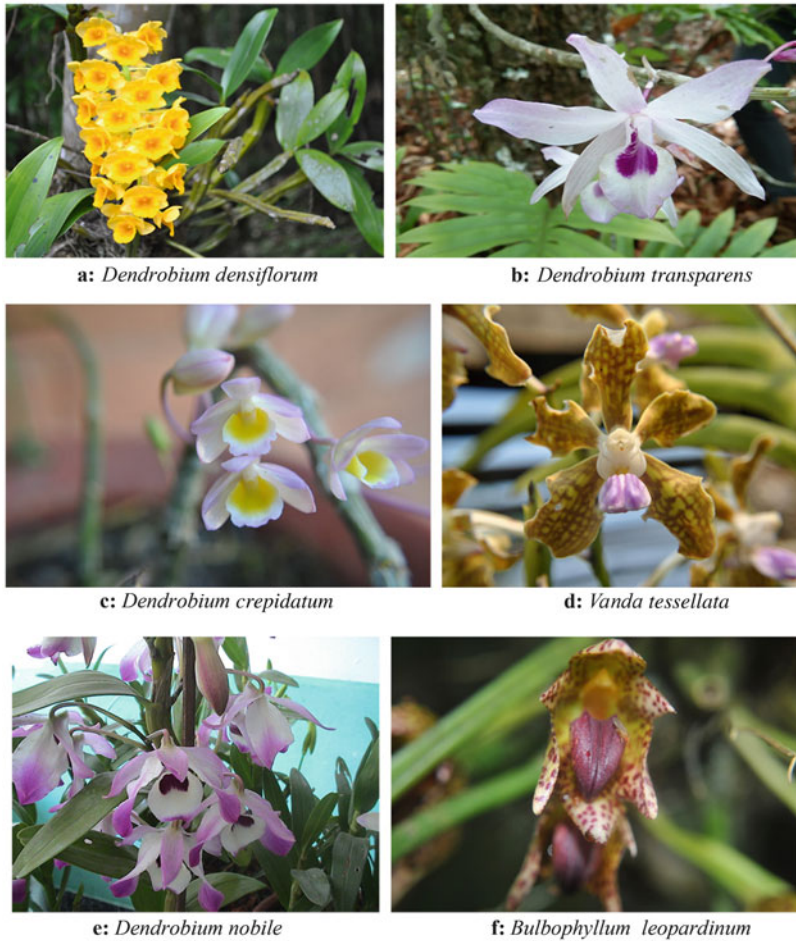 a: Dendrobium densiflorum
b: Dendrobium transparens
c: Dendrobium crepidatum
d: Vanda tessellata
e: Dendrobium nobile
f: Bulbophyllum leopardinum